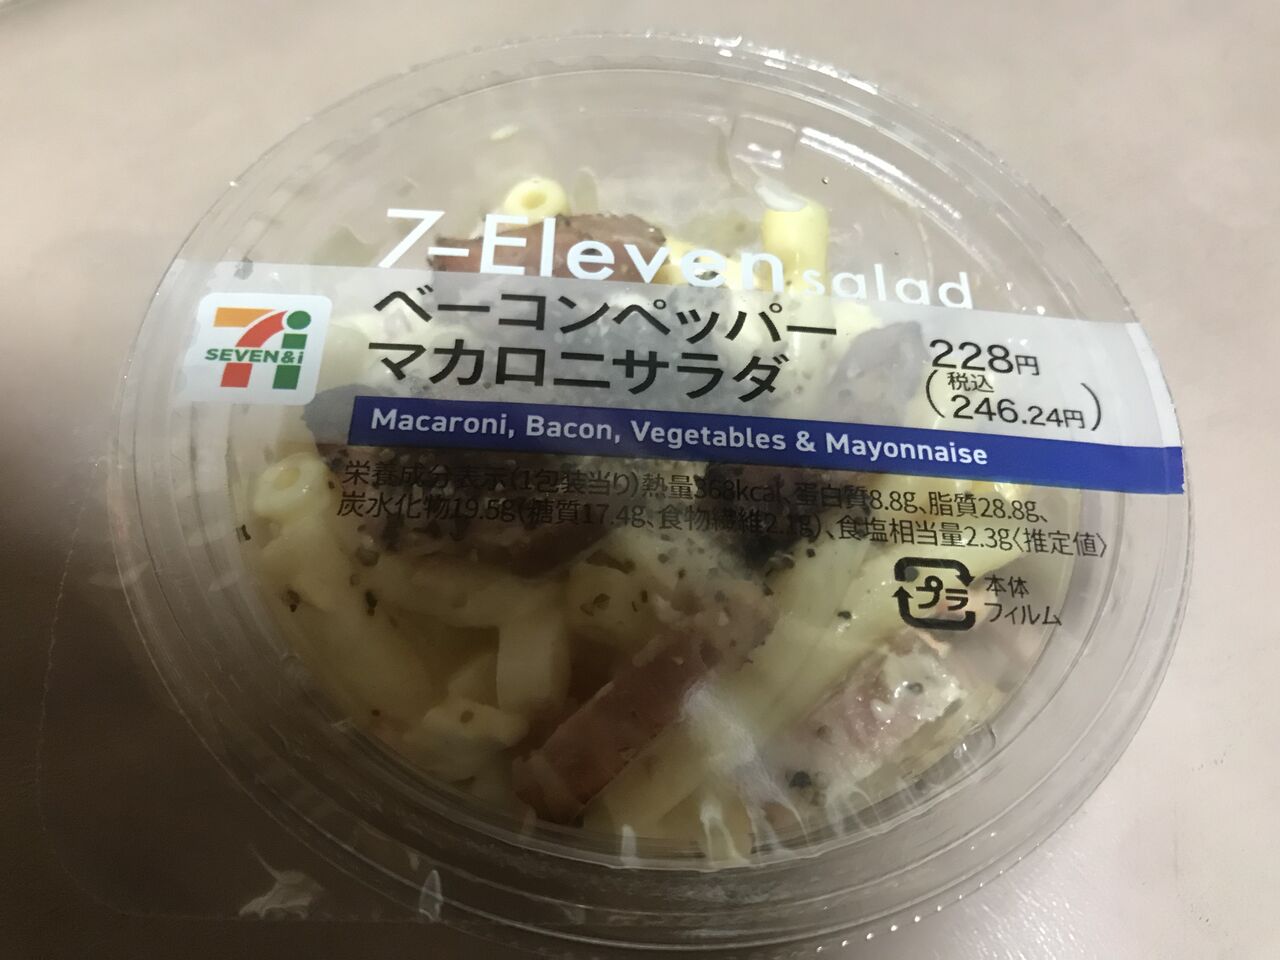 7-Eleven salad
SEVEN&i
ベーコンペッパー
マカロニサラダ
228円
(税込
246.24円)
Macaroni, Bacon, Vegetables & Mayonnaise
栄養成分表示(1包装当り)熱量368kcal、蛋白質8.8g、脂質28.8g、
炭水化物19.5g(糖質17.4g、食物繊維2.1g)、食塩相当量2.3g〈推定値〉
プラ
本体
フィルム